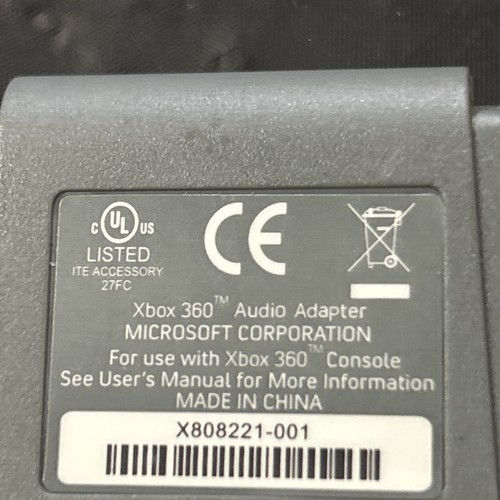 C UL US
LISTED
ITE ACCESSORY
27FC
CE
Xbox 360™ Audio Adapter
MICROSOFT CORPORATION
For use with Xbox 360™ Console
See User's Manual for More Information
MADE IN CHINA
X808221-001